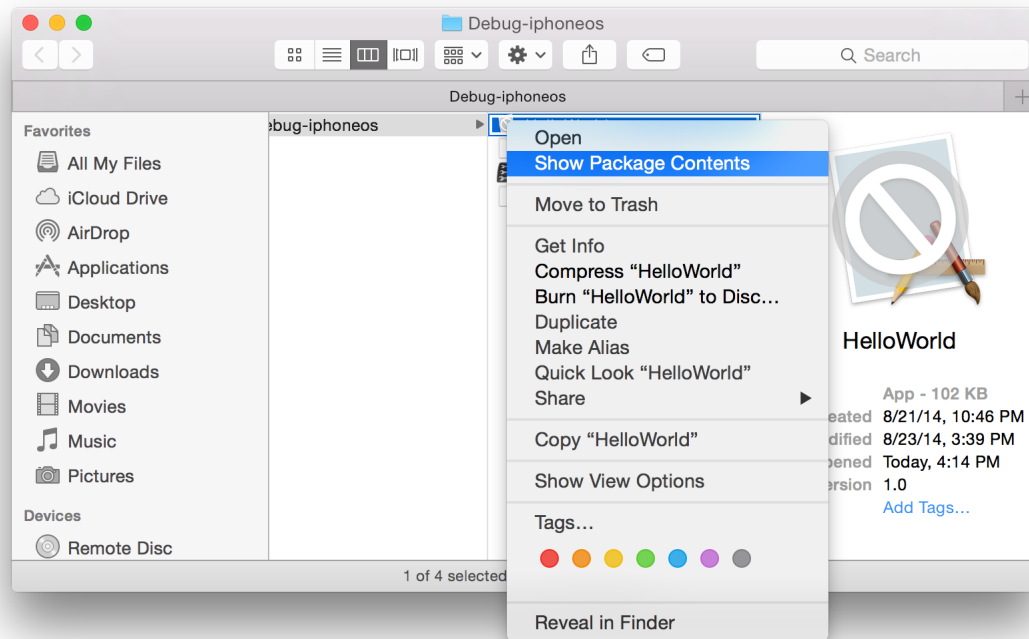 Debug-iphoneos
Search
Debug-iphoneos
Favorites
All My Files
iCloud Drive
AirDrop
Applications
Desktop
Documents
Downloads
Movies
Music
Pictures
Devices
Remote Disc
ebug-iphoneos
Open
Show Package Contents
Move to Trash
Get Info
Compress “HelloWorld”
Burn “HelloWorld” to Disc…
Duplicate
Make Alias
Quick Look “HelloWorld”
Share
Copy “HelloWorld”
Show View Options
Tags…
Reveal in Finder
HelloWorld
App - 102 KB
eated 8/21/14, 10:46 PM
dified 8/23/14, 3:39 PM
pened Today, 4:14 PM
ersion 1.0
Add Tags…
1 of 4 selected